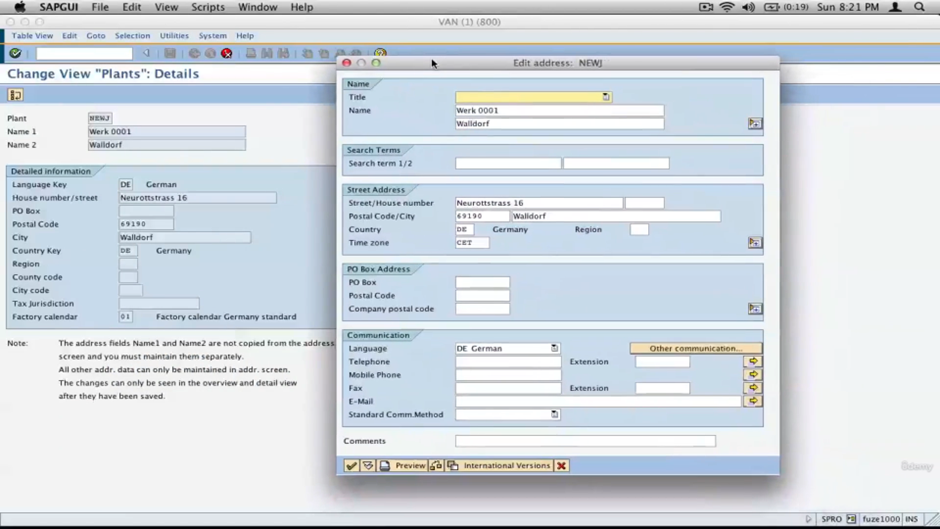 SAPGUI File Edit View Scripts Window Help (0:19) Sun 8:21 PM
VAN (1) (800)
Table View Edit Goto Selection Utilities System Help
Change View "Plants": Details
Plant NEWJ
Name 1 Werk 0001
Name 2 Walldorf
Detailed information
Language Key DE German
House number/street Neurottstrass 16
PO Box
Postal Code 69190
City Walldorf
Country Key DE Germany
Region
County code
City code
Tax Jurisdiction
Factory calendar 01 Factory calendar Germany standard
Note: The address fields Name1 and Name2 are not copied from the address
screen and you must maintain them separately.
All other addr. data can only be maintained in addr. screen.
The changes can only be seen in the overview and detail view
after they have been saved.
Edit address: NEWJ
Name
Title
Name Werk 0001
Walldorf
Search Terms
Search term 1/2
Street Address
Street/House number Neurottstrass 16
Postal Code/City 69190 Walldorf
Country DE Germany Region
Time zone CET
PO Box Address
PO Box
Postal Code
Company postal code
Communication
Language DE German Other communication...
Telephone Extension
Mobile Phone
Fax Extension
E-Mail
Standard Comm.Method
Comments
Preview International Versions
Udemy
SPRO fuze1000 INS